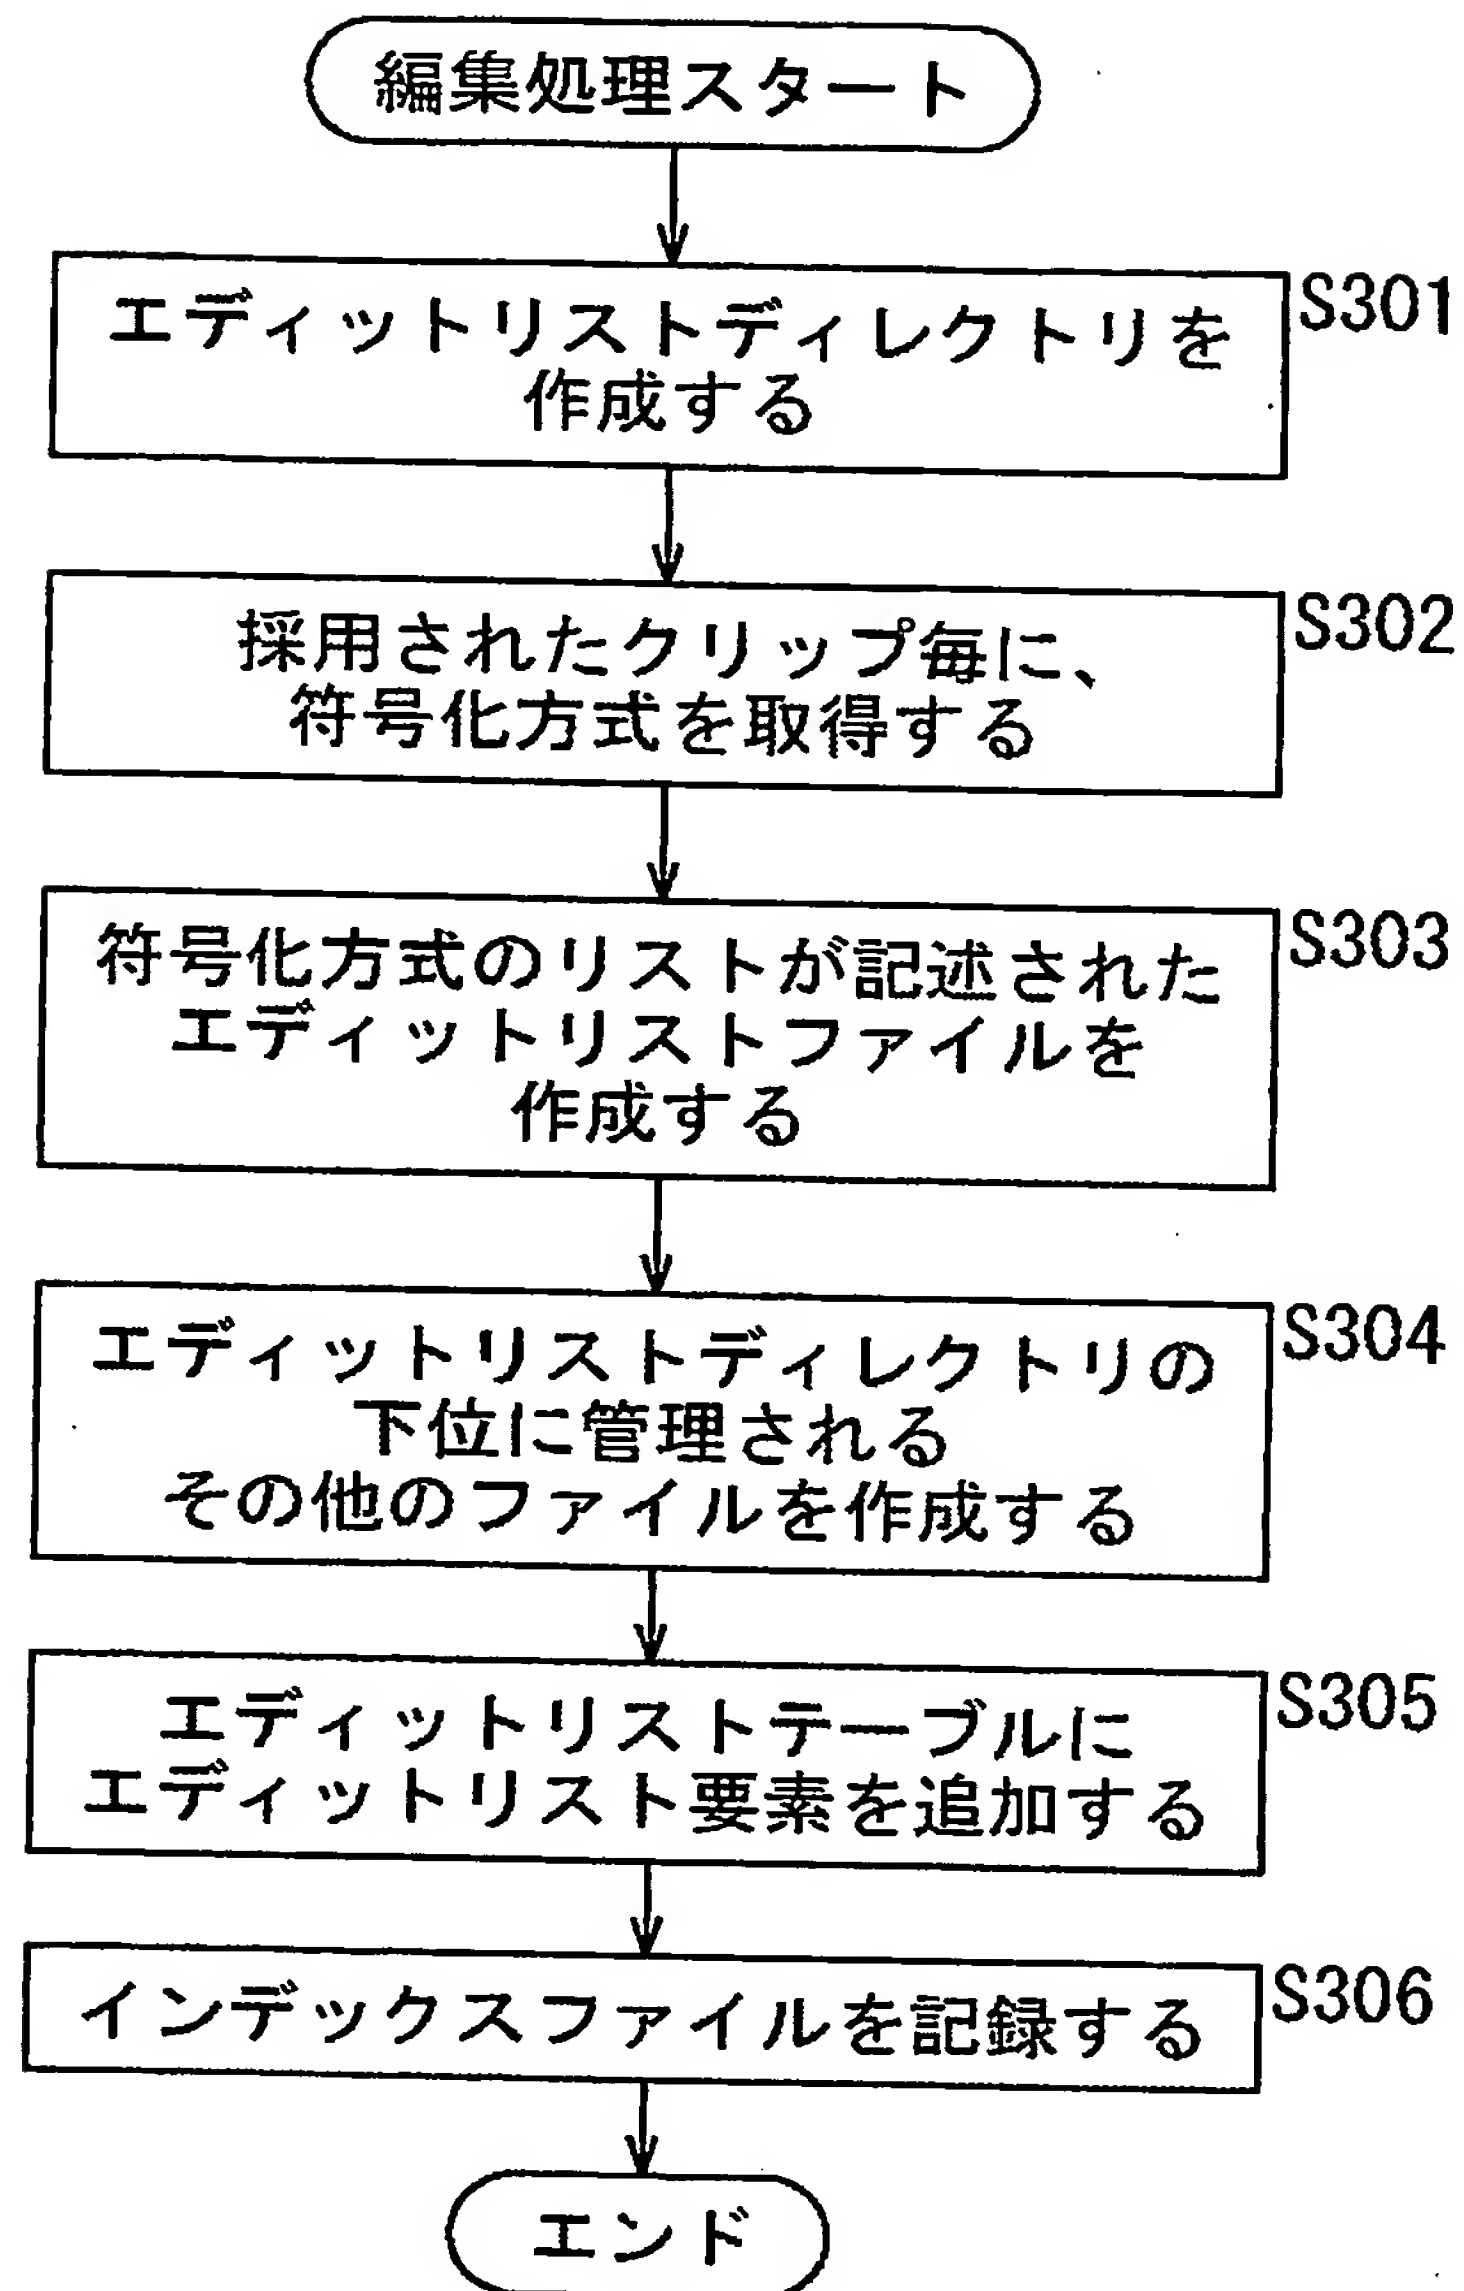 編集処理スタート
エディットリストディレクトリを
作成する
S301
採用されたクリップ毎に、
符号化方式を取得する
S302
符号化方式のリストが記述された
エディットリストファイルを
作成する
S303
エディットリストディレクトリの
下位に管理される
その他のファイルを作成する
S304
エディットリストテーブルに
エディットリスト要素を追加する
S305
インデックスファイルを記録する
S306
エンド